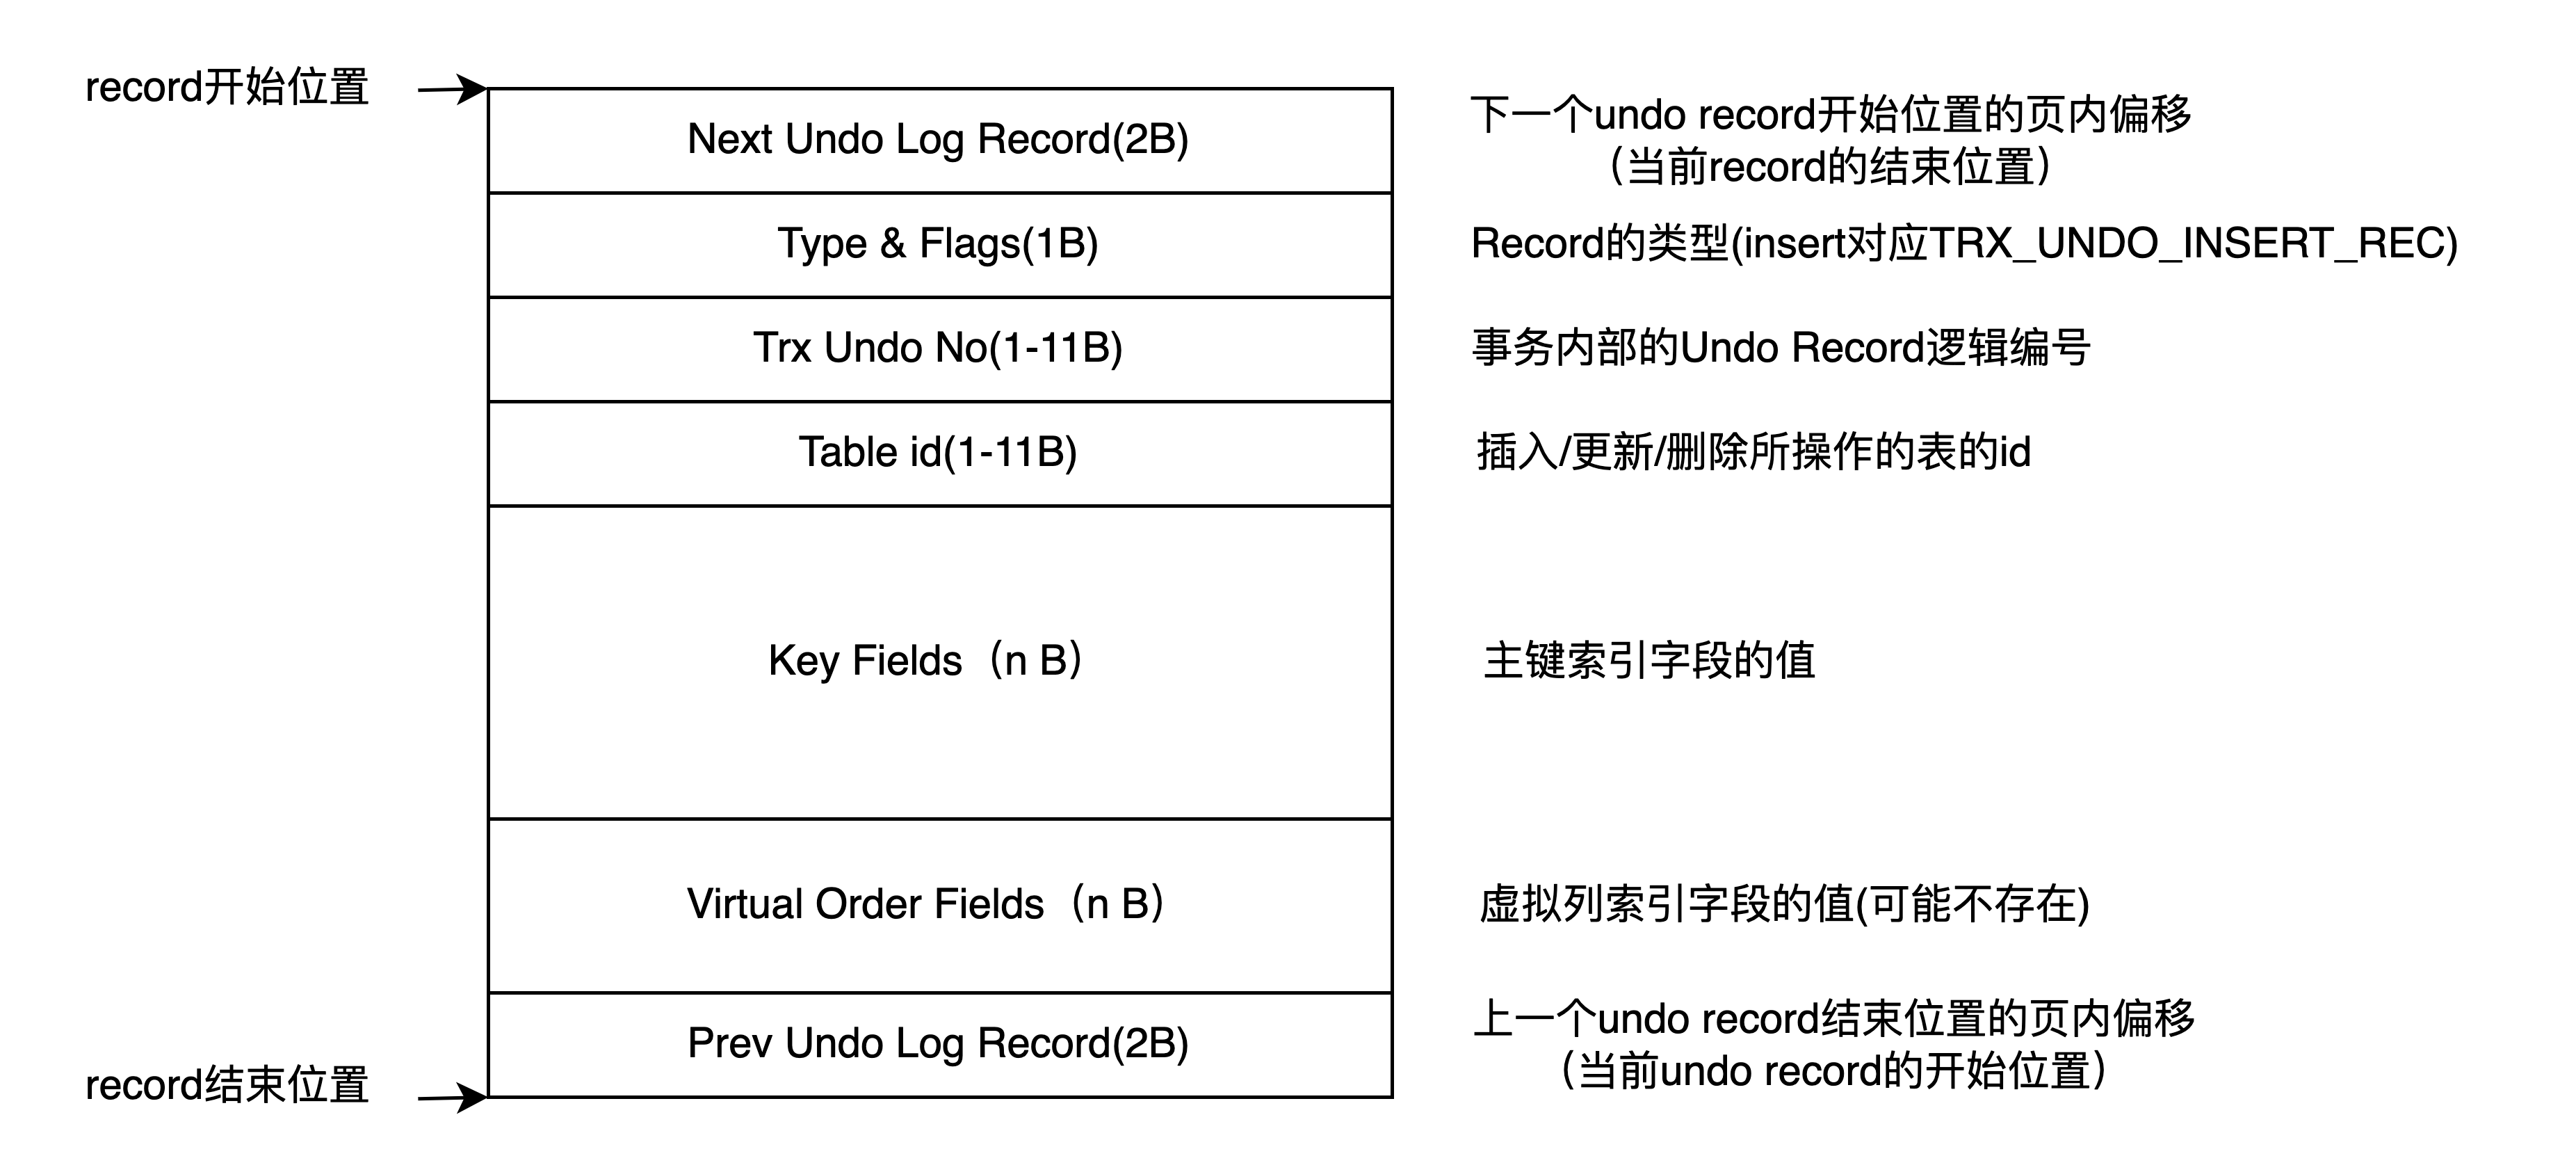 record开始位置
Next Undo Log Record(2B)
下一个undo record开始位置的页内偏移
（当前record的结束位置）
Type & Flags(1B)
Record的类型(insert对应TRX_UNDO_INSERT_REC)
Trx Undo No(1-11B)
事务内部的Undo Record逻辑编号
Table id(1-11B)
插入/更新/删除所操作的表的id
Key Fields（n B）
主键索引字段的值
Virtual Order Fields（n B）
虚拟列索引字段的值(可能不存在)
Prev Undo Log Record(2B)
上一个undo record结束位置的页内偏移
（当前undo record的开始位置）
record结束位置